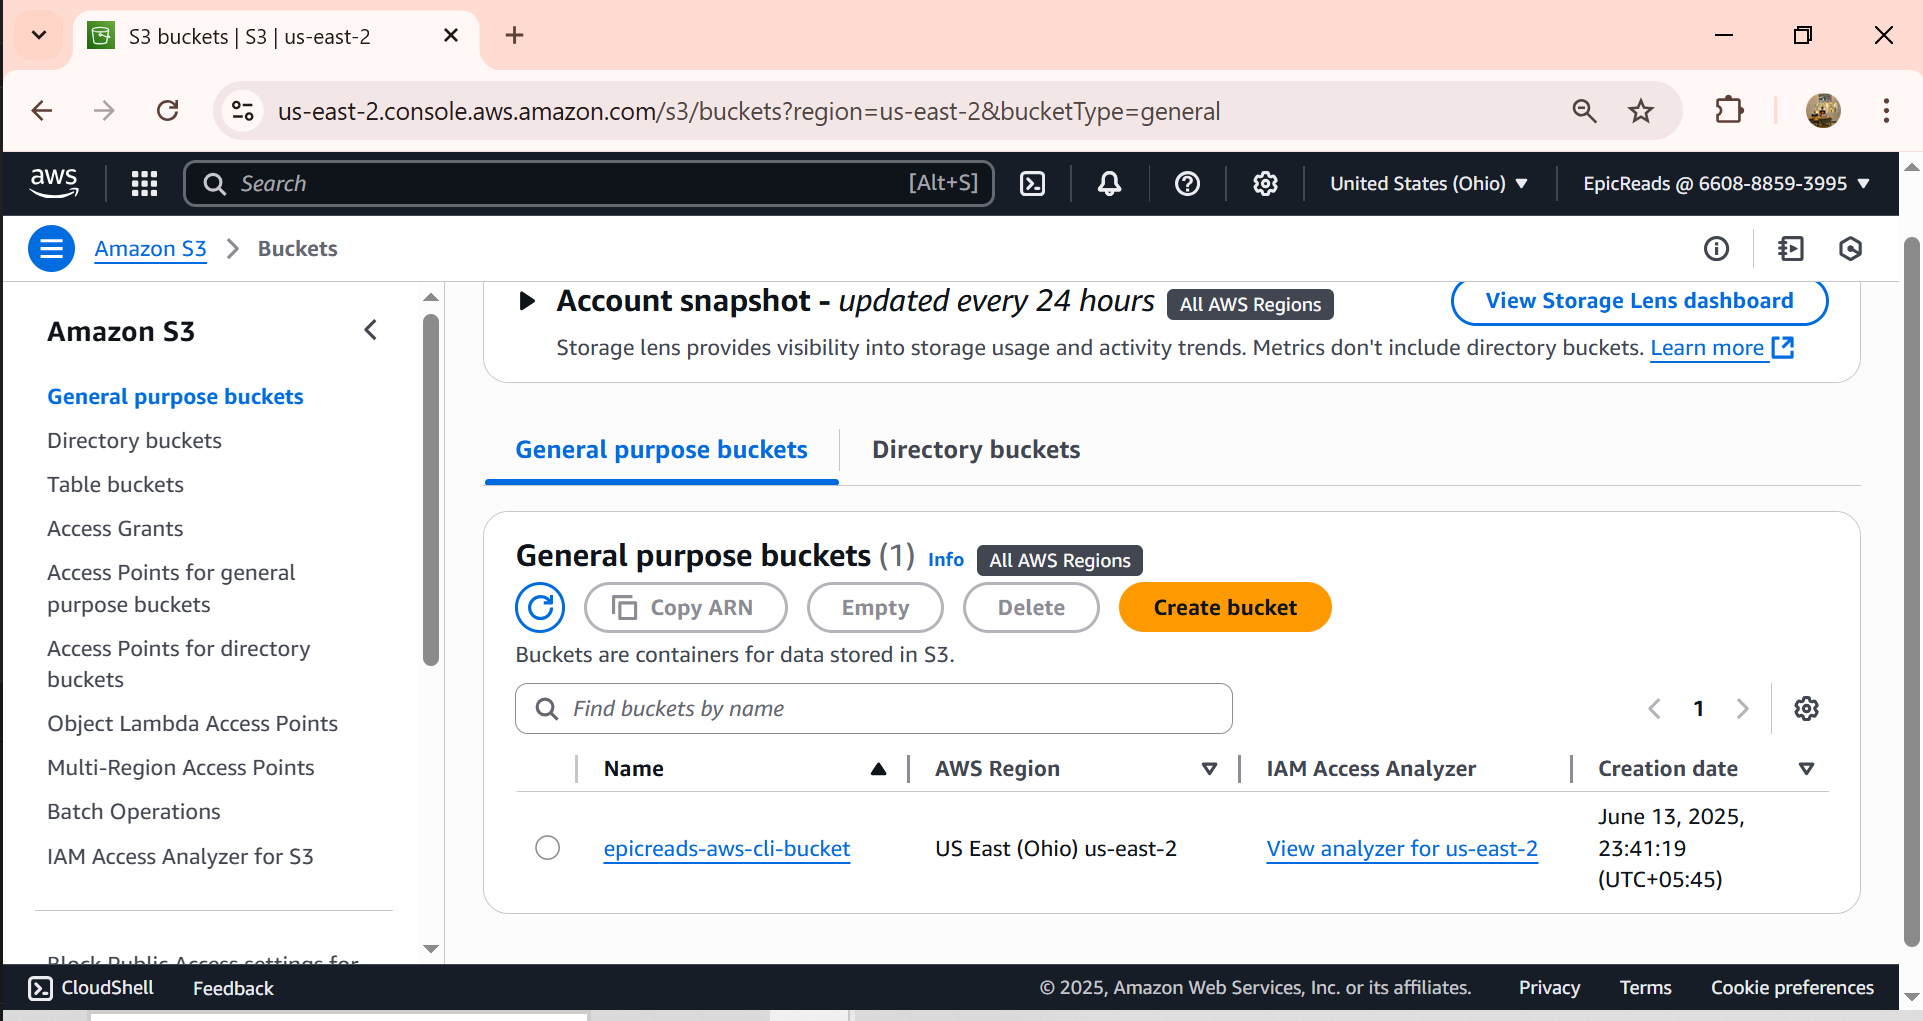 S3 buckets | S3 | us-east-2
us-east-2.console.aws.amazon.com/s3/buckets?region=us-east-2&bucketType=general
aws
Search
[Alt+S]
United States (Ohio)
EpicReads @ 6608-8859-3995
Amazon S3
Buckets
Amazon S3
General purpose buckets
Directory buckets
Table buckets
Access Grants
Access Points for general
purpose buckets
Access Points for directory
buckets
Object Lambda Access Points
Multi-Region Access Points
Batch Operations
IAM Access Analyzer for S3
Block Public Access settings for
Account snapshot - updated every 24 hours
All AWS Regions
View Storage Lens dashboard
Storage lens provides visibility into storage usage and activity trends. Metrics don't include directory buckets. Learn more
General purpose buckets
Directory buckets
General purpose buckets (1)
Info
All AWS Regions
Copy ARN
Empty
Delete
Create bucket
Buckets are containers for data stored in S3.
Find buckets by name
1
Name
AWS Region
IAM Access Analyzer
Creation date
epicreads-aws-cli-bucket
US East (Ohio) us-east-2
View analyzer for us-east-2
June 13, 2025,
23:41:19
(UTC+05:45)
CloudShell
Feedback
© 2025, Amazon Web Services, Inc. or its affiliates.
Privacy
Terms
Cookie preferences